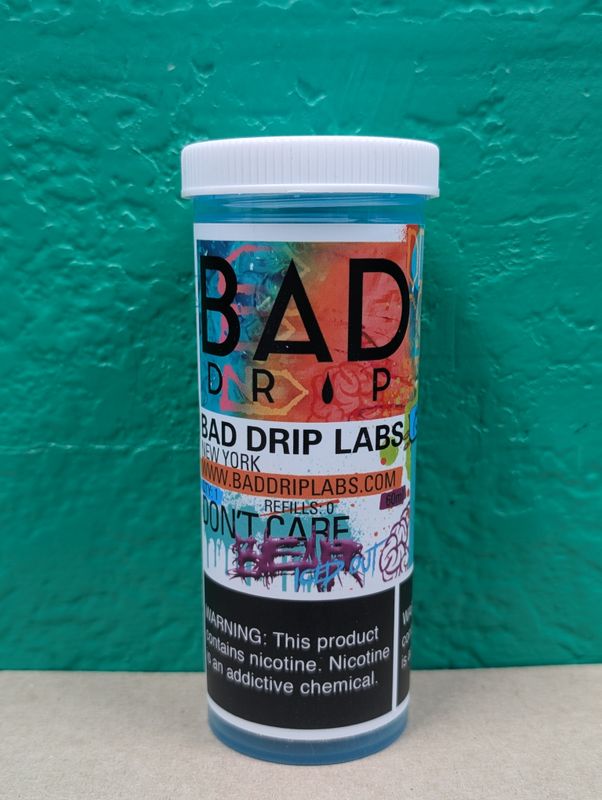 BAD
DRIP
BAD DRIP LABS
NEW YORK
WWW.BADDRIPLABS.COM
60ml
REFILLS: 0
DON'T CARE
BEAR
ICED OUT
WARNING: This product
contains nicotine. Nicotine
is an addictive chemical.